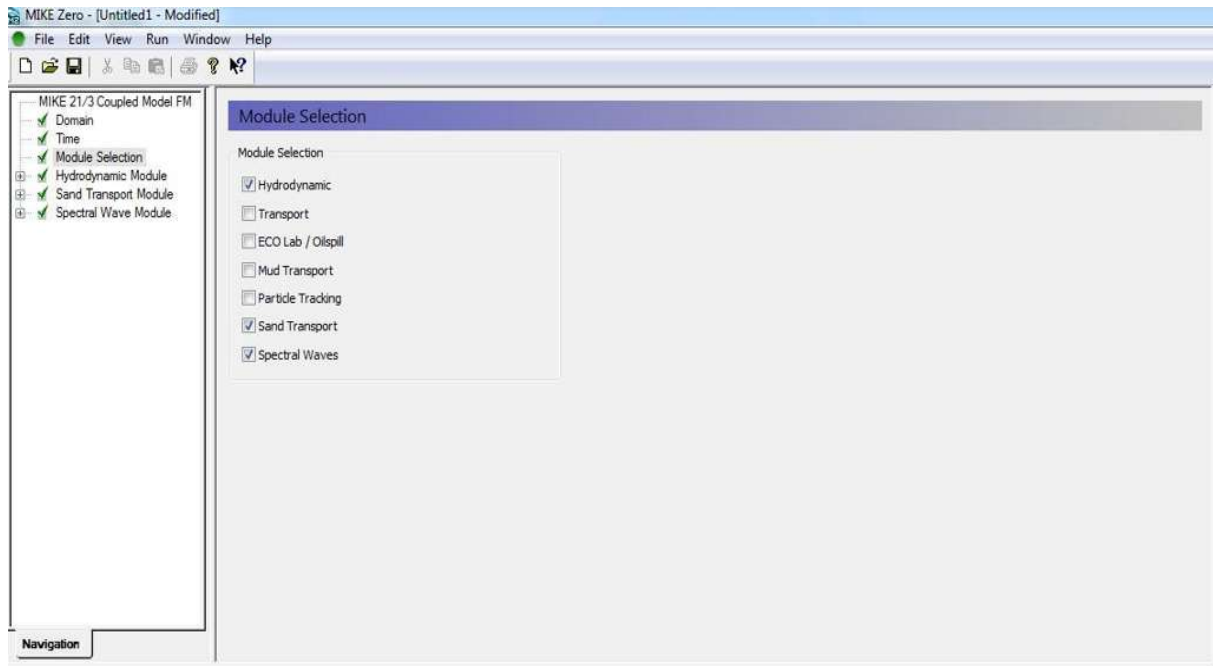 MIKE Zero - [Untitled1 - Modified]
File Edit View Run Window Help
MIKE 21/3 Coupled Model FM
Domain
Time
Module Selection
Hydrodynamic Module
Sand Transport Module
Spectral Wave Module
Navigation
Module Selection
Module Selection
Hydrodynamic
Transport
ECO Lab / Oilspill
Mud Transport
Particle Tracking
Sand Transport
Spectral Waves